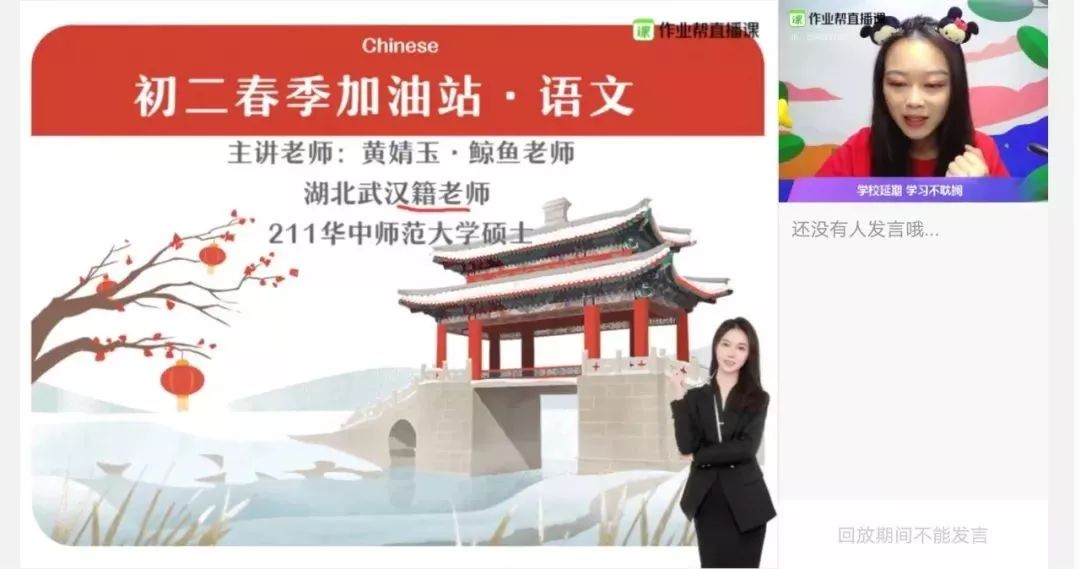 课 作业帮直播课
Chinese
初二春季加油站·语文
主讲老师：黄婧玉·鲸鱼老师
湖北武汉籍老师
211华中师范大学硕士
课 作业帮直播课
学校延期 学习不耽搁
还没有人发言哦...
回放期间不能发言